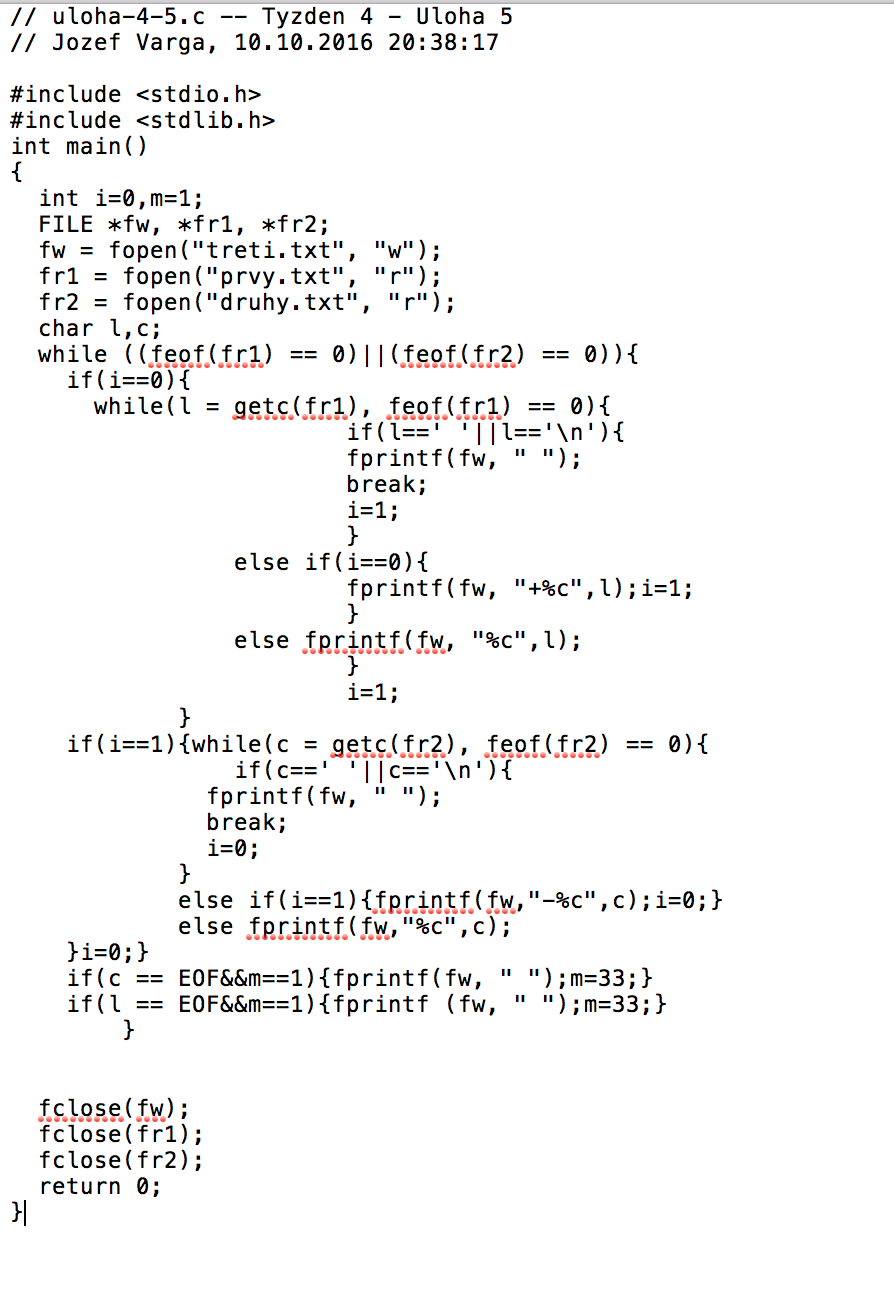 // uloha-4-5.c -- Tyzden 4 - Uloha 5
// Jozef Varga, 10.10.2016 20:38:17

#include <stdio.h>
#include <stdlib.h>
int main()
{
  int i=0,m=1;
  FILE *fw, *fr1, *fr2;
  fw = fopen("treti.txt", "w");
  fr1 = fopen("prvy.txt", "r");
  fr2 = fopen("druhy.txt", "r");
  char l,c;
  while ((feof(fr1) == 0)||(feof(fr2) == 0)){
    if(i==0){
      while(l = getc(fr1), feof(fr1) == 0){
                        if(l==' '||l=='\n'){
                        fprintf(fw, " ");
                        break;
                        i=1;
                        }
                else if(i==0){
                        fprintf(fw, "+%c",l);i=1;
                        }
                else fprintf(fw, "%c",l);
                        }
                        i=1;
            }
    if(i==1){while(c = getc(fr2), feof(fr2) == 0){
                if(c==' '||c=='\n'){
              fprintf(fw, " ");
              break;
              i=0;
            }
            else if(i==1){fprintf(fw,"-%c",c);i=0;}
            else fprintf(fw,"%c",c);
    }i=0;}
    if(c == EOF&&m==1){fprintf(fw, " ");m=33;}
    if(l == EOF&&m==1){fprintf (fw, " ");m=33;}
        }


  fclose(fw);
  fclose(fr1);
  fclose(fr2);
  return 0;
}